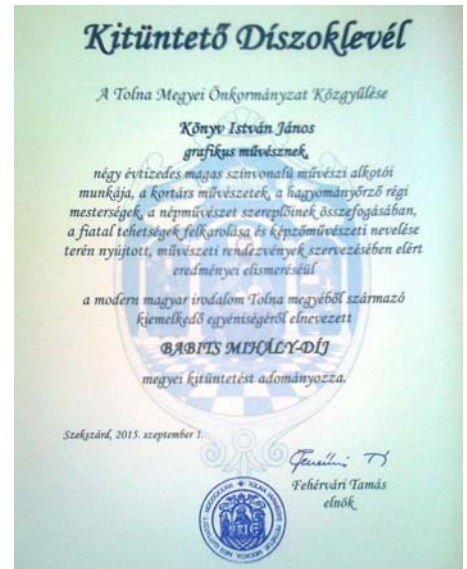 Kitüntető Díszoklevél
A Tolna Megyei Önkormányzat Közgyűlése
Könyv István János
grafikus művésznek,
négy évtizedes magas színvonalú művészi alkotói
munkája, a kortárs művészetek, a hagyományőrző régi
mesterségek, a népművészet szereplőinek összefogásában,
a fiatal tehetségek felkarolása és képzőművészeti nevelése
terén nyújtott, művészeti rendezvények szervezésében elért
eredményei elismeréséül
a modern magyar irodalom Tolna megyéből származó
kiemelkedő egyéniségéről elnevezett
BABITS MIHÁLY-DÍJ
megyei kitüntetést adományozza.
Szekszárd, 2015. szeptember 1.
Fehérvári Tamás
elnök